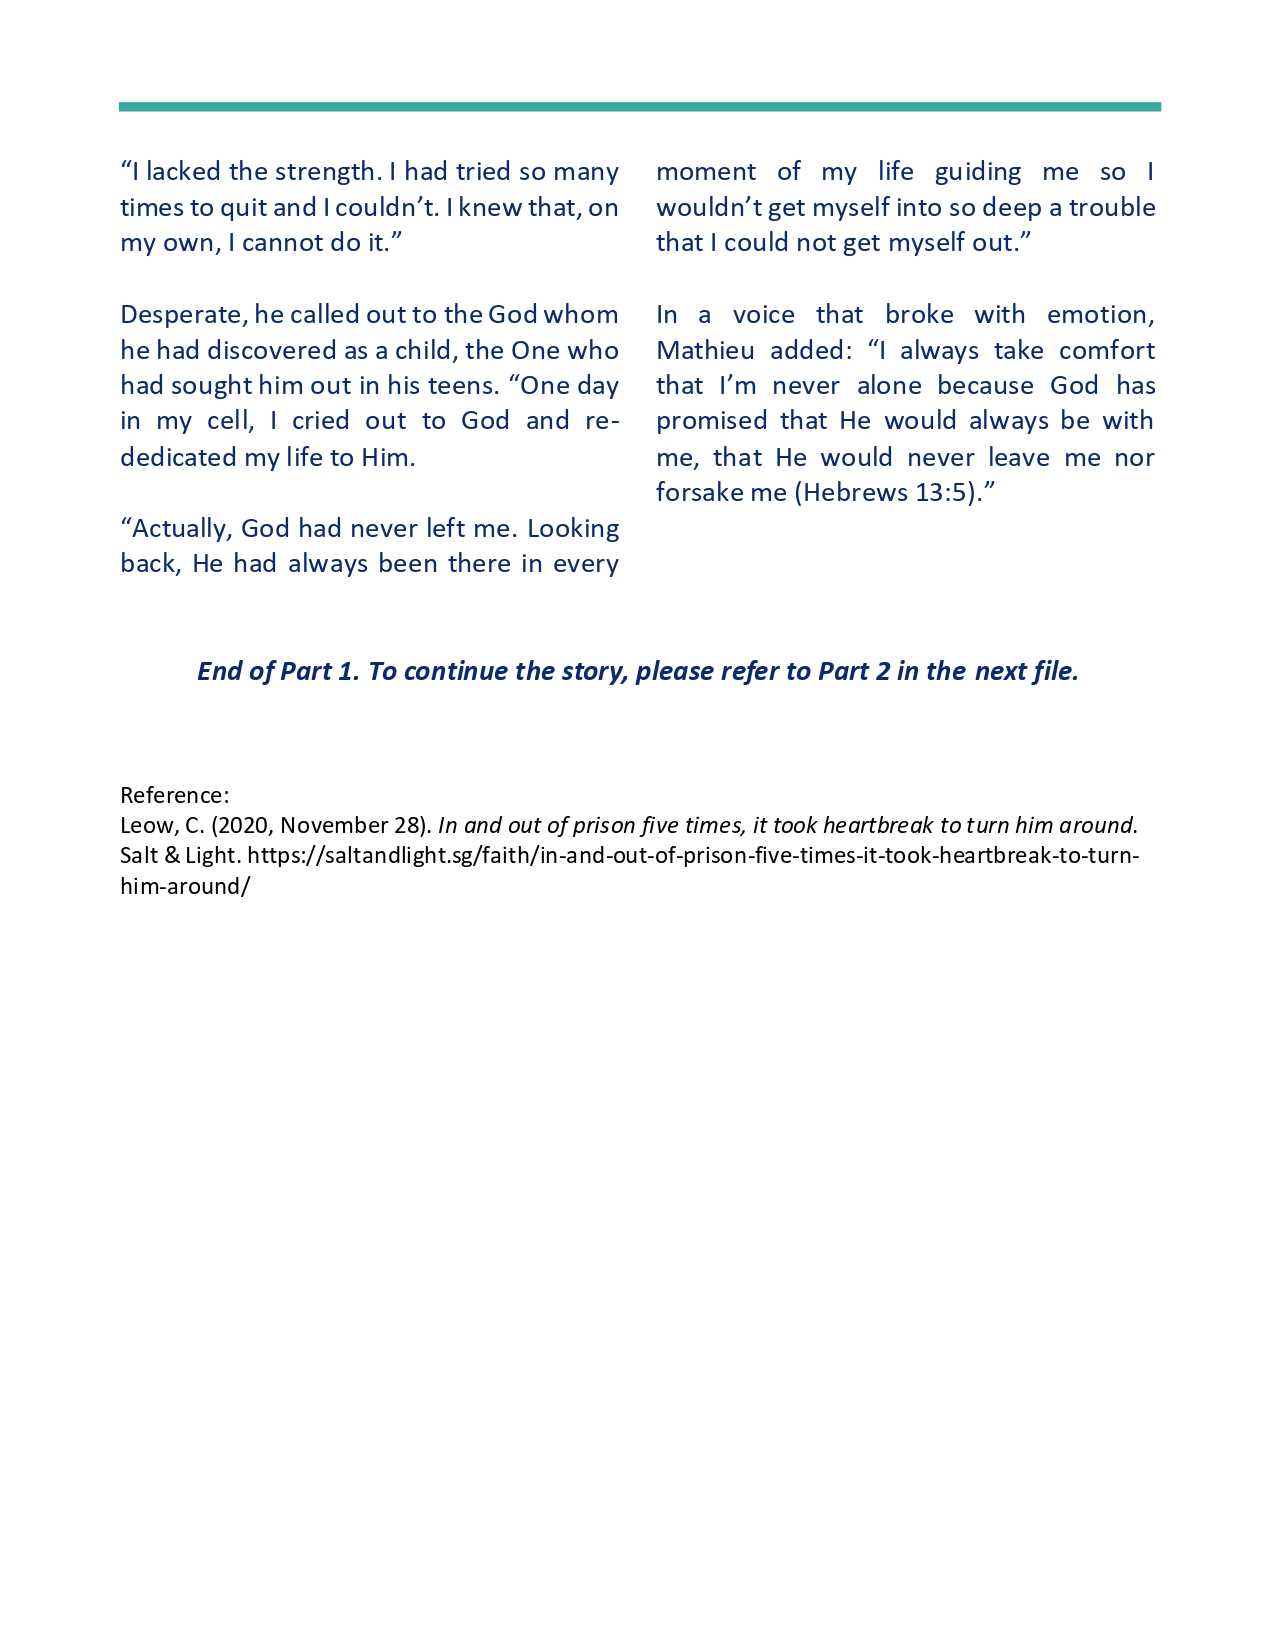 “I lacked the strength. I had tried so many
times to quit and I couldn’t. I knew that, on
my own, I cannot do it.”
Desperate, he called out to the God whom
he had discovered as a child, the One who
had sought him out in his teens. “One day
in my cell, I cried out to God and re-
dedicated my life to Him.
“Actually, God had never left me. Looking
back, He had always been there in every
moment of my life guiding me so I
wouldn’t get myself into so deep a trouble
that I could not get myself out.”
In a voice that broke with emotion,
Mathieu added: “I always take comfort
that I’m never alone because God has
promised that He would always be with
me, that He would never leave me nor
forsake me (Hebrews 13:5).”
End of Part 1. To continue the story, please refer to Part 2 in the next file.
Reference:
Leow, C. (2020, November 28). In and out of prison five times, it took heartbreak to turn him around.
Salt & Light. https://saltandlight.sg/faith/in-and-out-of-prison-five-times-it-took-heartbreak-to-turn-
him-around/